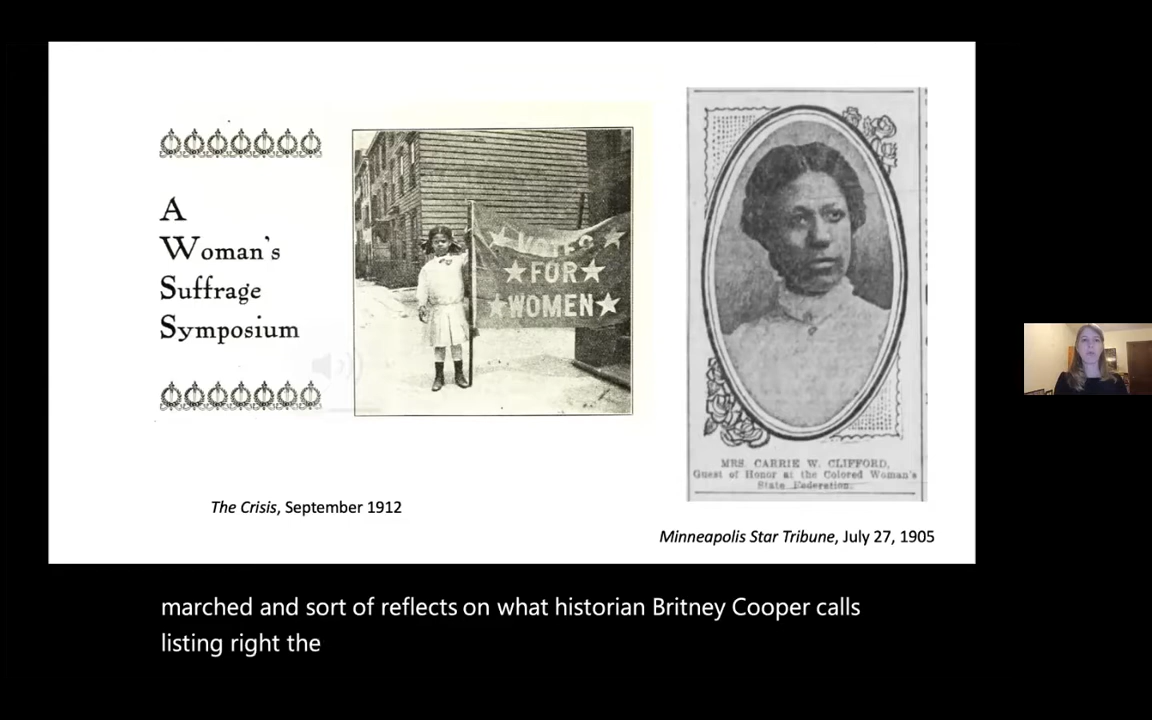 A
Woman's
Suffrage
Symposium
VOTES
FOR
WOMEN
MRS. CARRIE W. CLIFFORD,
Guest of Honor at the Colored Woman's
State Federation.
The Crisis, September 1912
Minneapolis Star Tribune, July 27, 1905
marched and sort of reflects on what historian Britney Cooper calls
listing right the